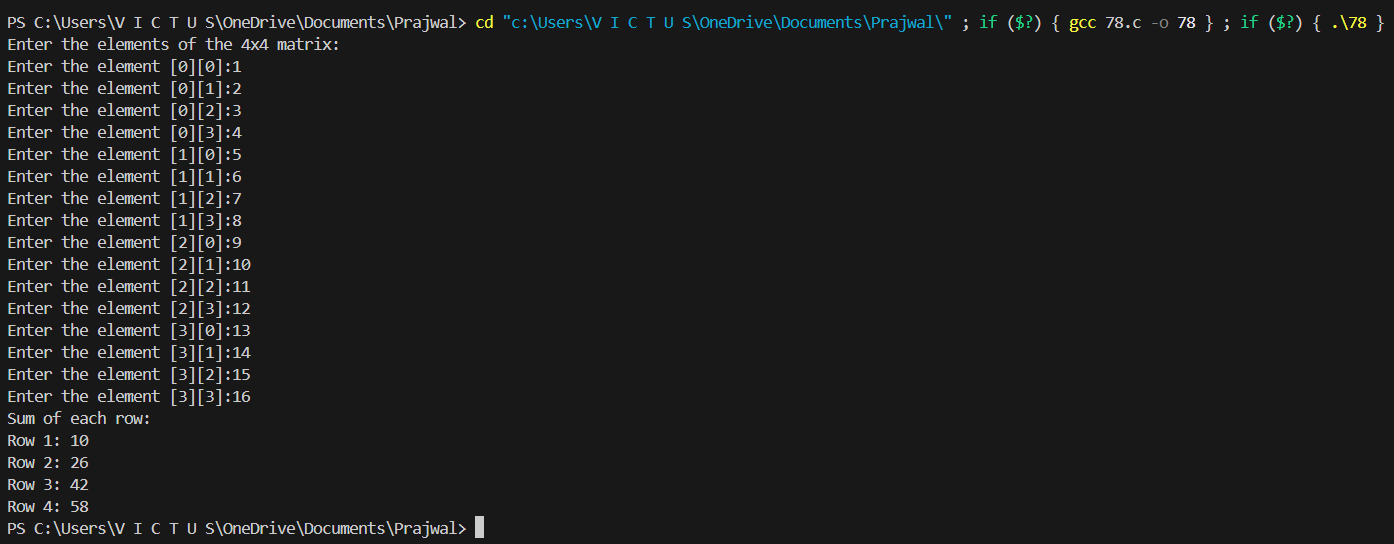 PS C:\Users\V I C T U S\OneDrive\Documents\Prajwal> cd "c:\Users\V I C T U S\OneDrive\Documents\Prajwal\" ; if ($?) { gcc 78.c -o 78 } ; if ($?) { .\78 }
Enter the elements of the 4x4 matrix:
Enter the element [0][0]:1
Enter the element [0][1]:2
Enter the element [0][2]:3
Enter the element [0][3]:4
Enter the element [1][0]:5
Enter the element [1][1]:6
Enter the element [1][2]:7
Enter the element [1][3]:8
Enter the element [2][0]:9
Enter the element [2][1]:10
Enter the element [2][2]:11
Enter the element [2][3]:12
Enter the element [3][0]:13
Enter the element [3][1]:14
Enter the element [3][2]:15
Enter the element [3][3]:16
Sum of each row:
Row 1: 10
Row 2: 26
Row 3: 42
Row 4: 58
PS C:\Users\V I C T U S\OneDrive\Documents\Prajwal>